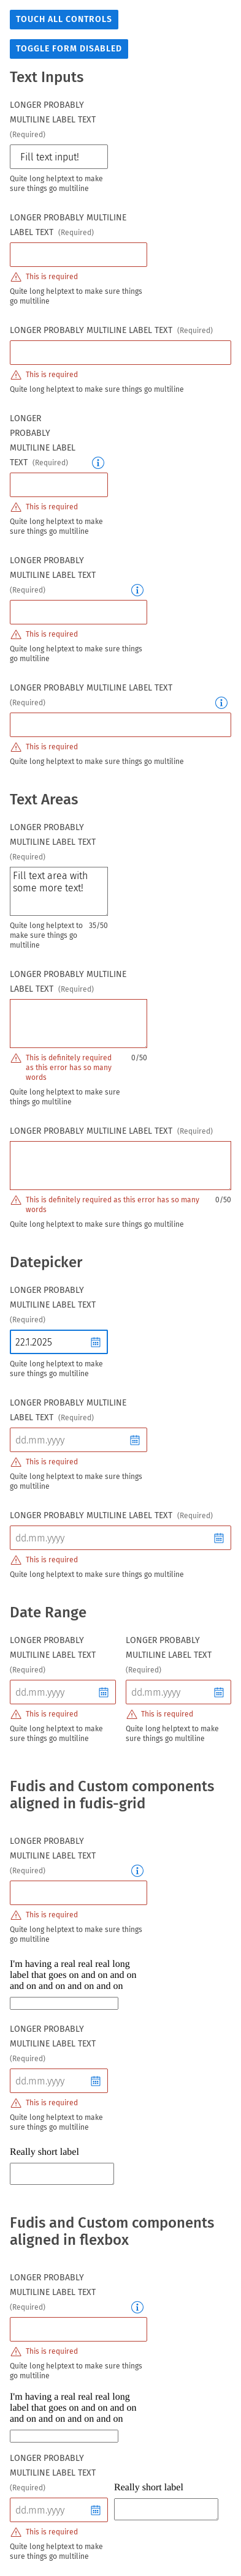 TOUCH ALL CONTROLS
TOGGLE FORM DISABLED
Text Inputs
LONGER PROBABLY
MULTILINE LABEL TEXT
(Required)
Fill text input!
Quite long helptext to make
sure things go multiline
LONGER PROBABLY MULTILINE
LABEL TEXT (Required)
This is required
Quite long helptext to make sure things
go multiline
LONGER PROBABLY MULTILINE LABEL TEXT (Required)
This is required
Quite long helptext to make sure things go multiline
LONGER
PROBABLY
MULTILINE LABEL
TEXT (Required)
This is required
Quite long helptext to make
sure things go multiline
LONGER PROBABLY
MULTILINE LABEL TEXT
(Required)
This is required
Quite long helptext to make sure things
go multiline
LONGER PROBABLY MULTILINE LABEL TEXT
(Required)
This is required
Quite long helptext to make sure things go multiline
Text Areas
LONGER PROBABLY
MULTILINE LABEL TEXT
(Required)
Fill text area with
some more text!
Quite long helptext to 35/50
make sure things go
multiline
LONGER PROBABLY MULTILINE
LABEL TEXT (Required)
This is definitely required 0/50
as this error has so many
words
Quite long helptext to make sure
things go multiline
LONGER PROBABLY MULTILINE LABEL TEXT (Required)
This is definitely required as this error has so many 0/50
words
Quite long helptext to make sure things go multiline
Datepicker
LONGER PROBABLY
MULTILINE LABEL TEXT
(Required)
22.1.2025
Quite long helptext to make
sure things go multiline
LONGER PROBABLY MULTILINE
LABEL TEXT (Required)
dd.mm.yyyy
This is required
Quite long helptext to make sure things
go multiline
LONGER PROBABLY MULTILINE LABEL TEXT (Required)
dd.mm.yyyy
This is required
Quite long helptext to make sure things go multiline
Date Range
LONGER PROBABLY
MULTILINE LABEL TEXT
(Required)
dd.mm.yyyy
This is required
Quite long helptext to make
sure things go multiline
LONGER PROBABLY
MULTILINE LABEL TEXT
(Required)
dd.mm.yyyy
This is required
Quite long helptext to make
sure things go multiline
Fudis and Custom components
aligned in fudis-grid
LONGER PROBABLY
MULTILINE LABEL TEXT
(Required)
This is required
Quite long helptext to make sure things
go multiline
I'm having a real real real long
label that goes on and on and on
and on and on and on and on
LONGER PROBABLY
MULTILINE LABEL TEXT
(Required)
dd.mm.yyyy
This is required
Quite long helptext to make sure things
go multiline
Really short label
Fudis and Custom components
aligned in flexbox
LONGER PROBABLY
MULTILINE LABEL TEXT
(Required)
This is required
Quite long helptext to make sure things
go multiline
I'm having a real real real long
label that goes on and on and on
and on and on and on and on
LONGER PROBABLY
MULTILINE LABEL TEXT
(Required)
dd.mm.yyyy
This is required
Quite long helptext to make
sure things go multiline
Really short label